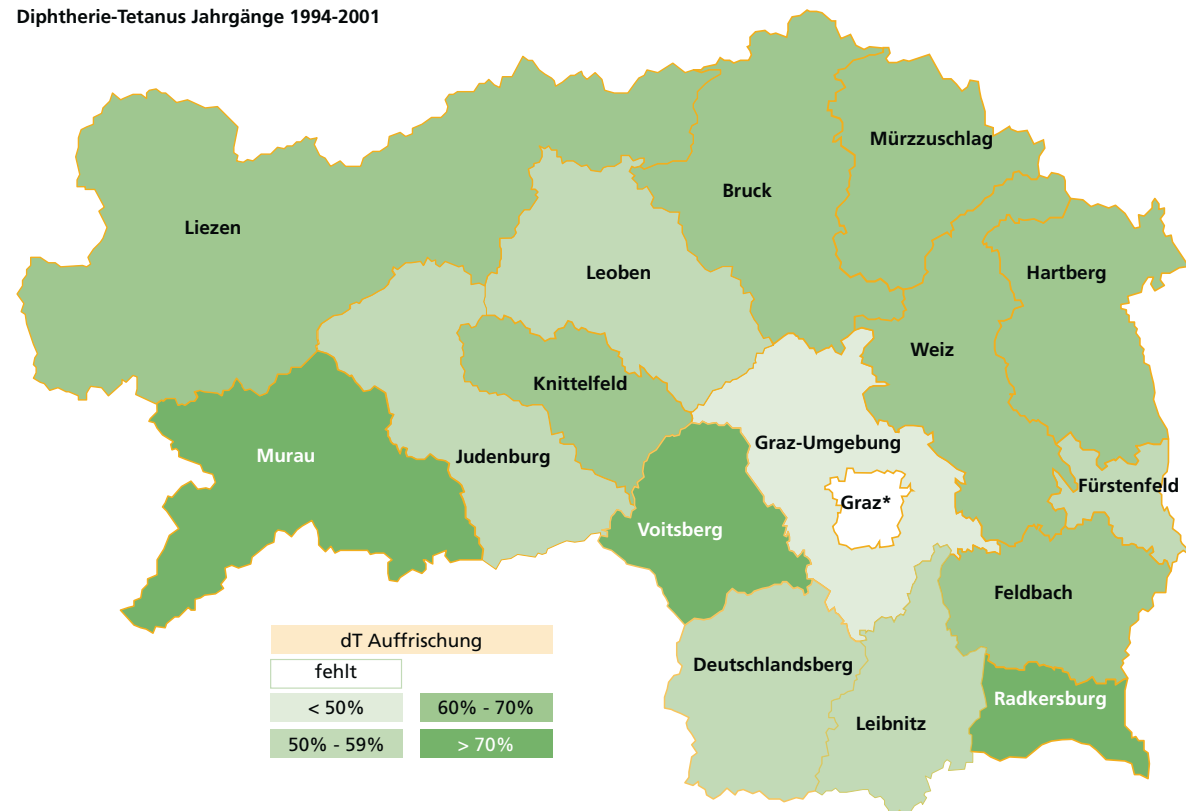 Diphtherie-Tetanus Jahrgänge 1994-2001
Mürzzuschlag
Bruck
Liezen
Leoben
Hartberg
Weiz
Knittelfeld
Graz-Umgebung
Murau
Judenburg
Fürstenfeld
Graz*
Voitsberg
Feldbach
Deutschlandsberg
Radkersburg
Leibnitz
dT Auffrischung
fehlt
< 50%
60% - 70%
50% - 59%
> 70%